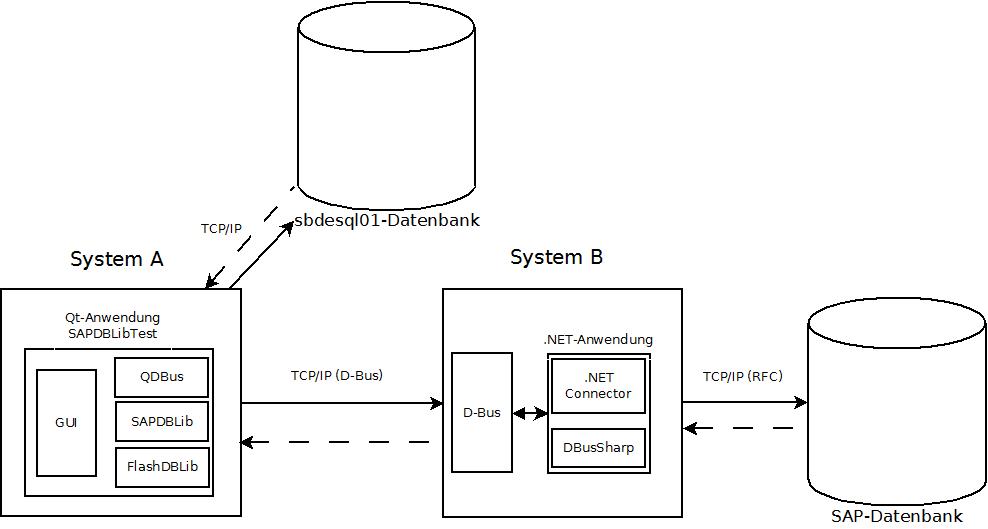 sbdesql01-Datenbank
TCP/IP
System A
System B
Qt-Anwendung
SAPDBLibTest
GUI
QDBus
SAPDBLib
FlashDBLib
TCP/IP (D-Bus)
D-Bus
.NET-Anwendung
.NET
Connector
DBusSharp
TCP/IP (RFC)
SAP-Datenbank